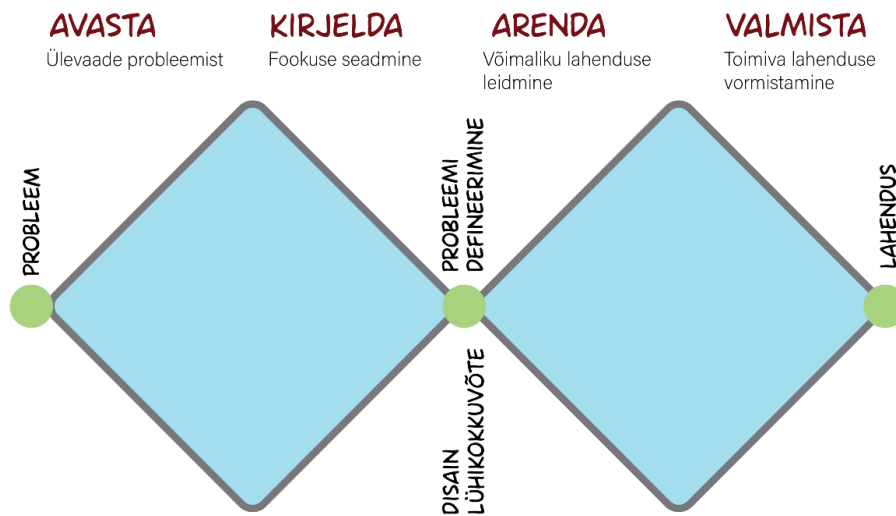 AVASTA
Ülevaade probleemist
KIRJELDA
Fookuse seadmine
ARENDA
Võimaliku lahenduse
leidmine
VALMISTA
Toimiva lahenduse
vormistamine
PROBLEEM
PROBLEEMI
DEFINEERIMINE
LAHENDUS
DISAIN
LÜHIKOKKUVÕTE